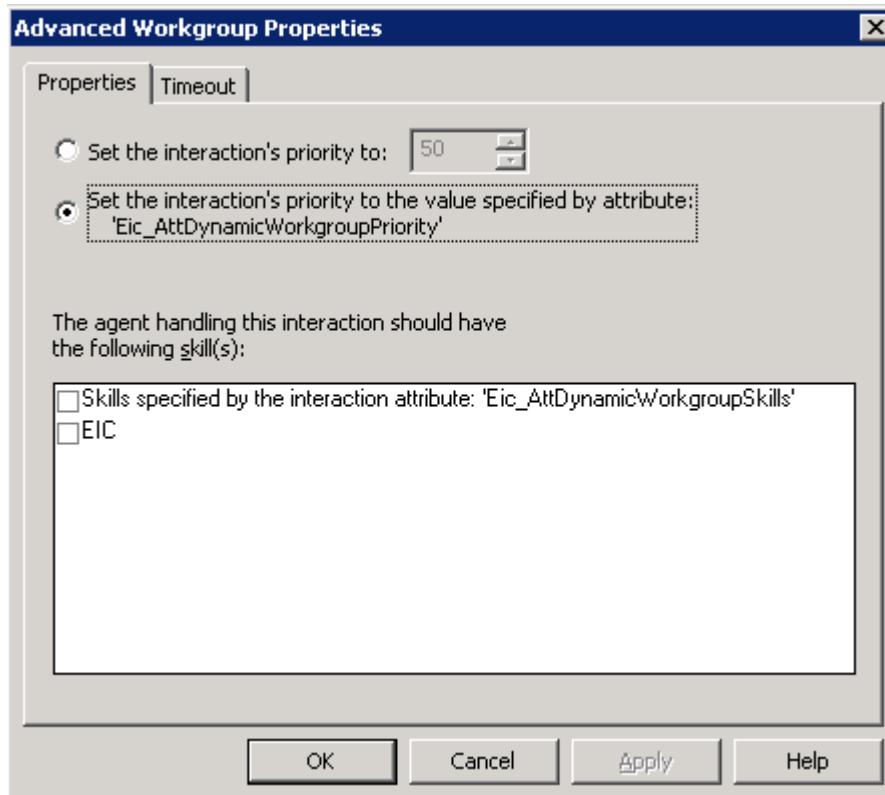 Advanced Workgroup Properties
Properties
Timeout
Set the interaction's priority to:
50
Set the interaction's priority to the value specified by attribute:
'Eic_AttDynamicWorkgroupPriority'
The agent handling this interaction should have
the following skill(s):
Skills specified by the interaction attribute: 'Eic_AttDynamicWorkgroupSkills'
EIC
OK
Cancel
Apply
Help